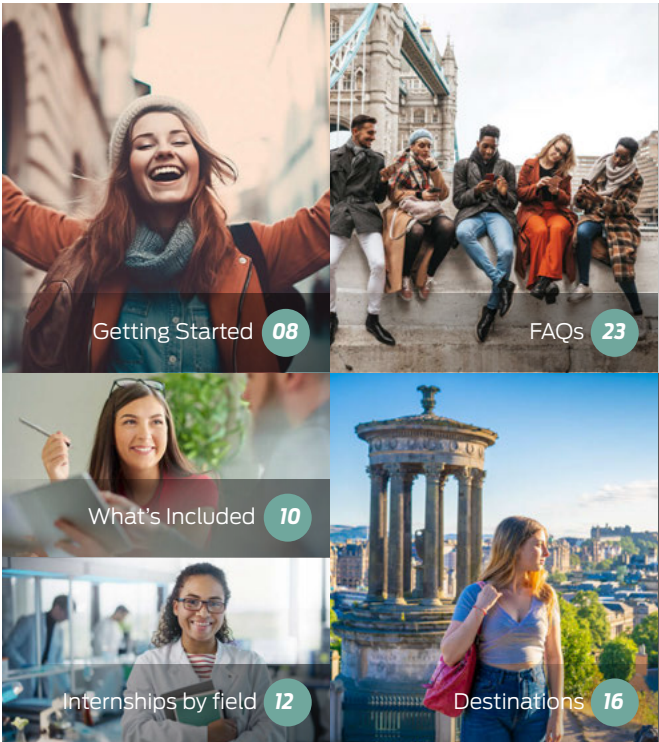 Getting Started 08
FAQs 23
What's Included 10
Internships by field 12
Destinations 16